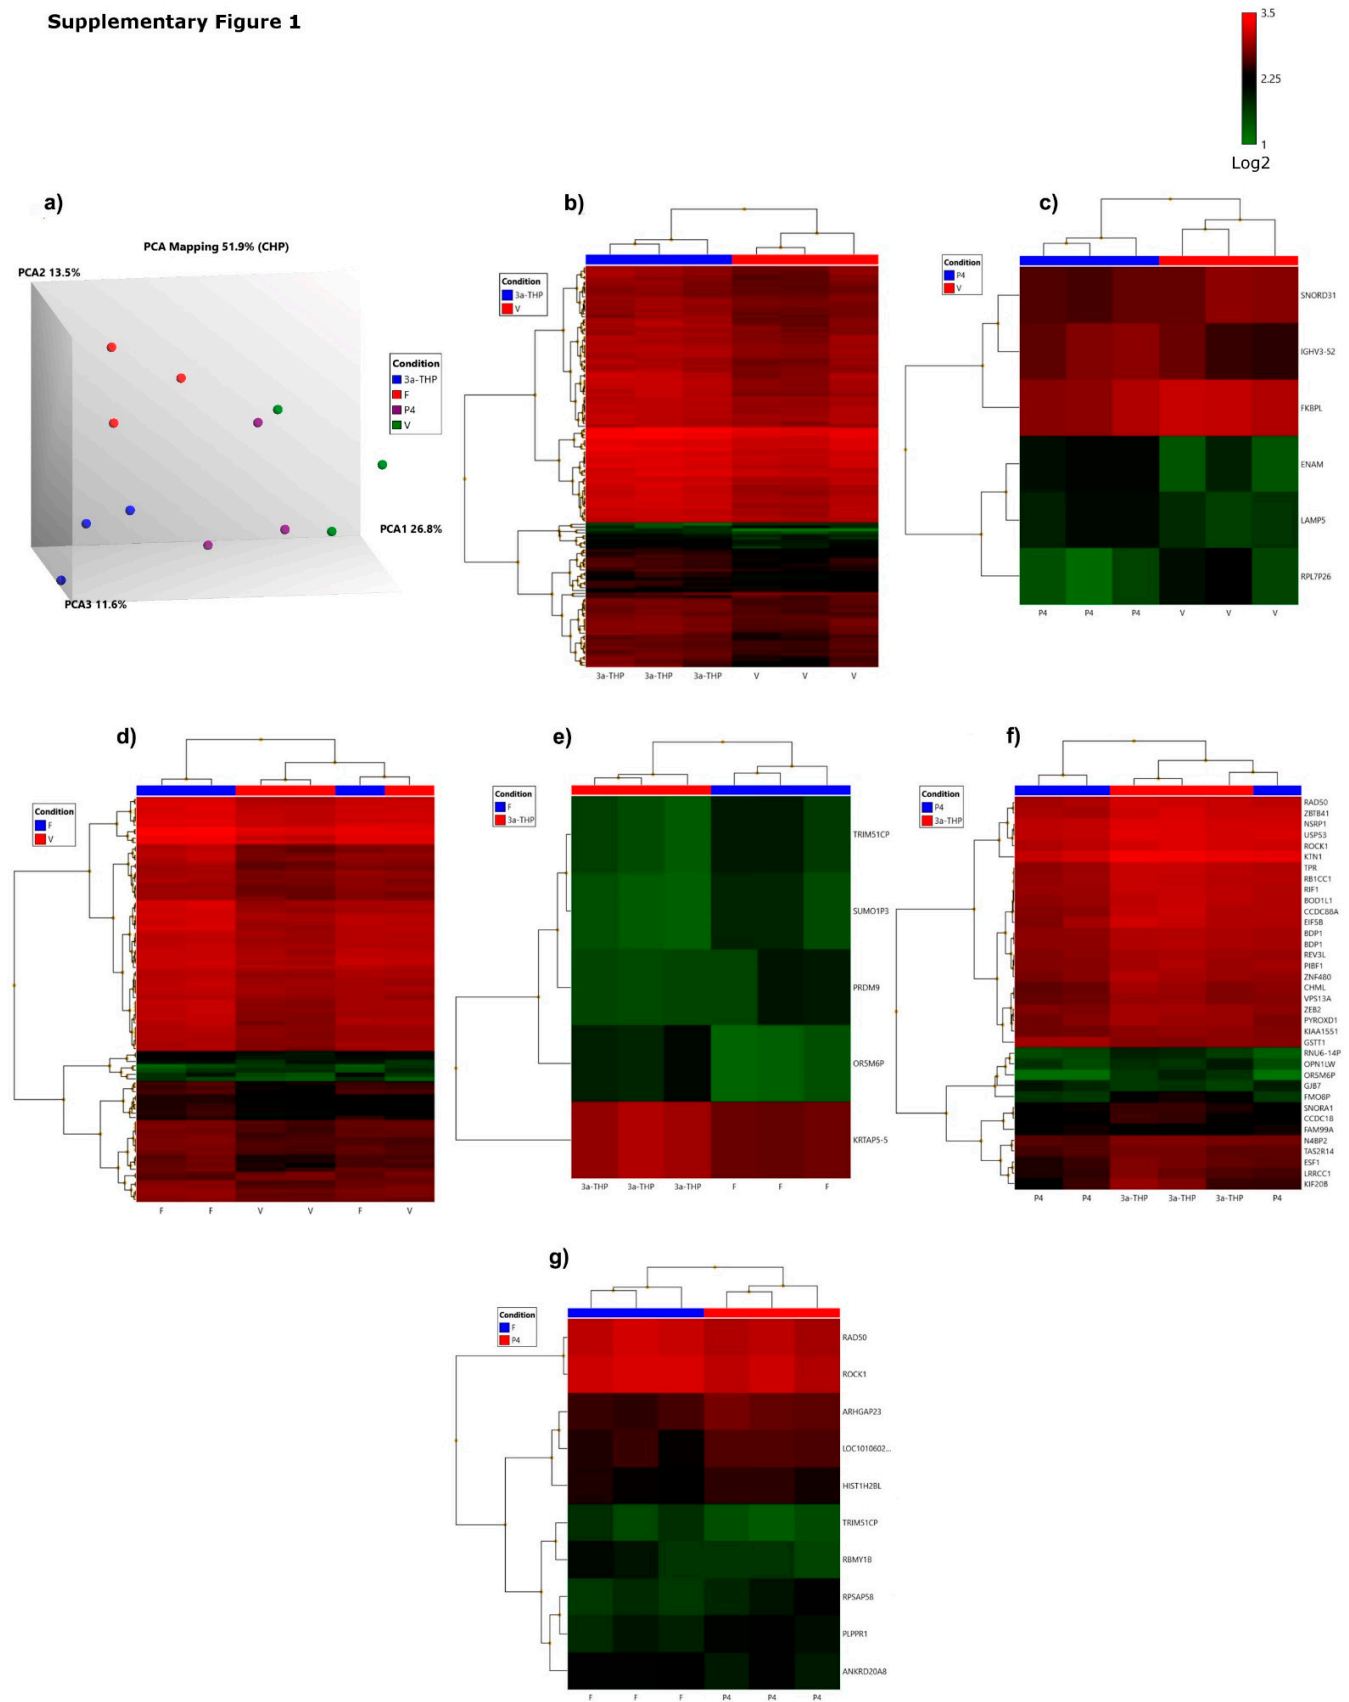 Supplementary Figure 1
3.5
2.25
1
Log2
a)
PCA Mapping 51.9% (CHP)
PCA2 13.5%
PCA1 26.8%
PCA3 11.6%
Condition
3a-THP
F
P4
V
b)
Condition
3a-THP
V
3a-THP 3a-THP 3a-THP V V V
c)
Condition
P4
V
SNORD31
IGHV3-52
FKBPL
ENAM
LAMP5
RPL7P26
P4 P4 P4 V V V
d)
Condition
F
V
F F V V F V
e)
Condition
F
3a-THP
TRIM51CP
SUMO1P3
PRDM9
OR5M6P
KRTAP5-5
3a-THP 3a-THP 3a-THP F F F
f)
Condition
P4
3a-THP
RAD50
ZBTB41
NSRP1
USP53
ROCK1
KTN1
TPR
RB1CC1
RIF1
BOD1L1
CCDC88A
EIF5B
BDP1
BDP1
REV3L
PIBF1
ZNF480
CHML
VPS13A
ZEB2
PYROXD1
KIAA1551
GSTT1
RNU6-14P
OPN1LW
OR5M6P
GJB7
FMO8P
SNORA1
CCDC18
FAM99A
N4BP2
TAS2R14
ESF1
LRRCC1
KIF20B
P4 P4 3a-THP 3a-THP 3a-THP P4
g)
Condition
F
P4
RAD50
ROCK1
ARHGAP23
LOC1010602...
HIST1H2BL
TRIM51CP
RBMY1B
RPSAP58
PLPPR1
ANKRD20A8
F F F P4 P4 P4